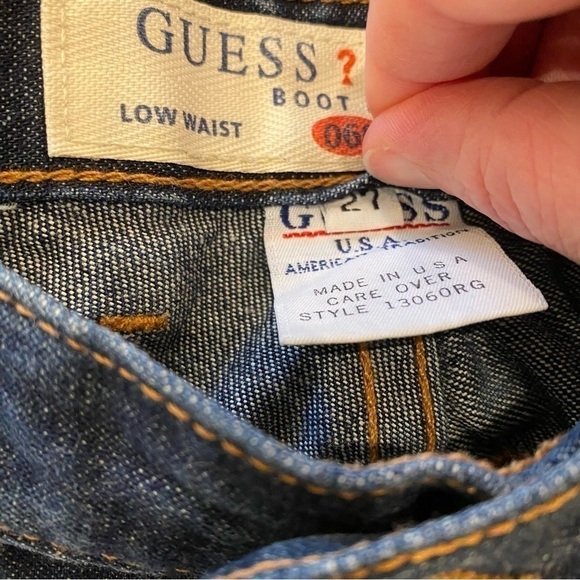 GUESS ?
BOOT
LOW WAIST
27
U.S.A.
AMERICAN TRADITION
MADE IN U S A
CARE OVER
STYLE 13060RG